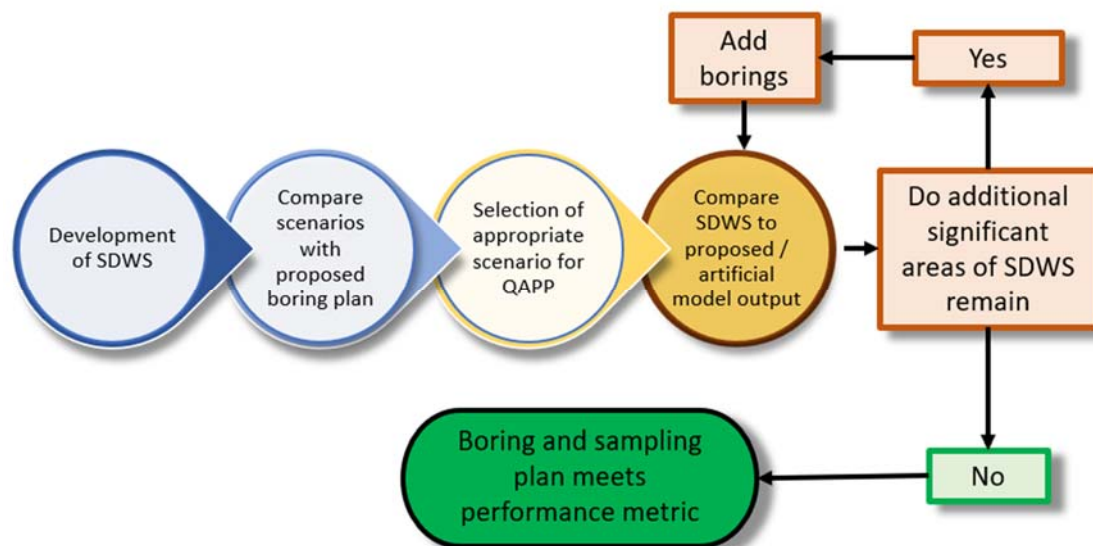 Development
of SDWS
Compare
scenarios
with
proposed
boring plan
Selection of
appropriate
scenario for
QAPP
Compare
SDWS to
proposed /
artificial
model output
Add
borings
Yes
Do additional
significant
areas of SDWS
remain
No
Boring and sampling
plan meets
performance metric